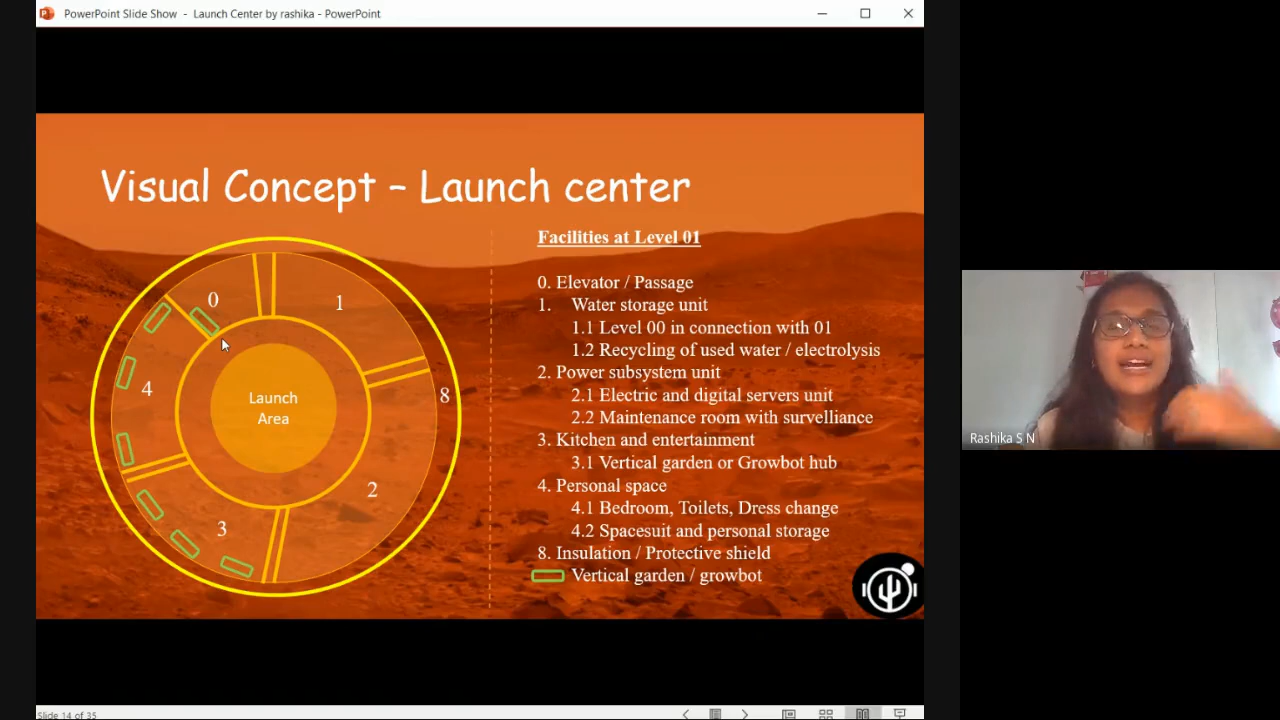 PowerPoint Slide Show - Launch Center by rashika - PowerPoint
Visual Concept – Launch center
Facilities at Level 01
0. Elevator / Passage
1. Water storage unit
1.1 Level 00 in connection with 01
1.2 Recycling of used water / electrolysis
2. Power subsystem unit
2.1 Electric and digital servers unit
2.2 Maintenance room with survelliance
3. Kitchen and entertainment
3.1 Vertical garden or Growbot hub
4. Personal space
4.1 Bedroom, Toilets, Dress change
4.2 Spacesuit and personal storage
8. Insulation / Protective shield
Vertical garden / growbot
0
1
4
8
Launch
Area
2
3
Rashika S N
Slide 14 of 35